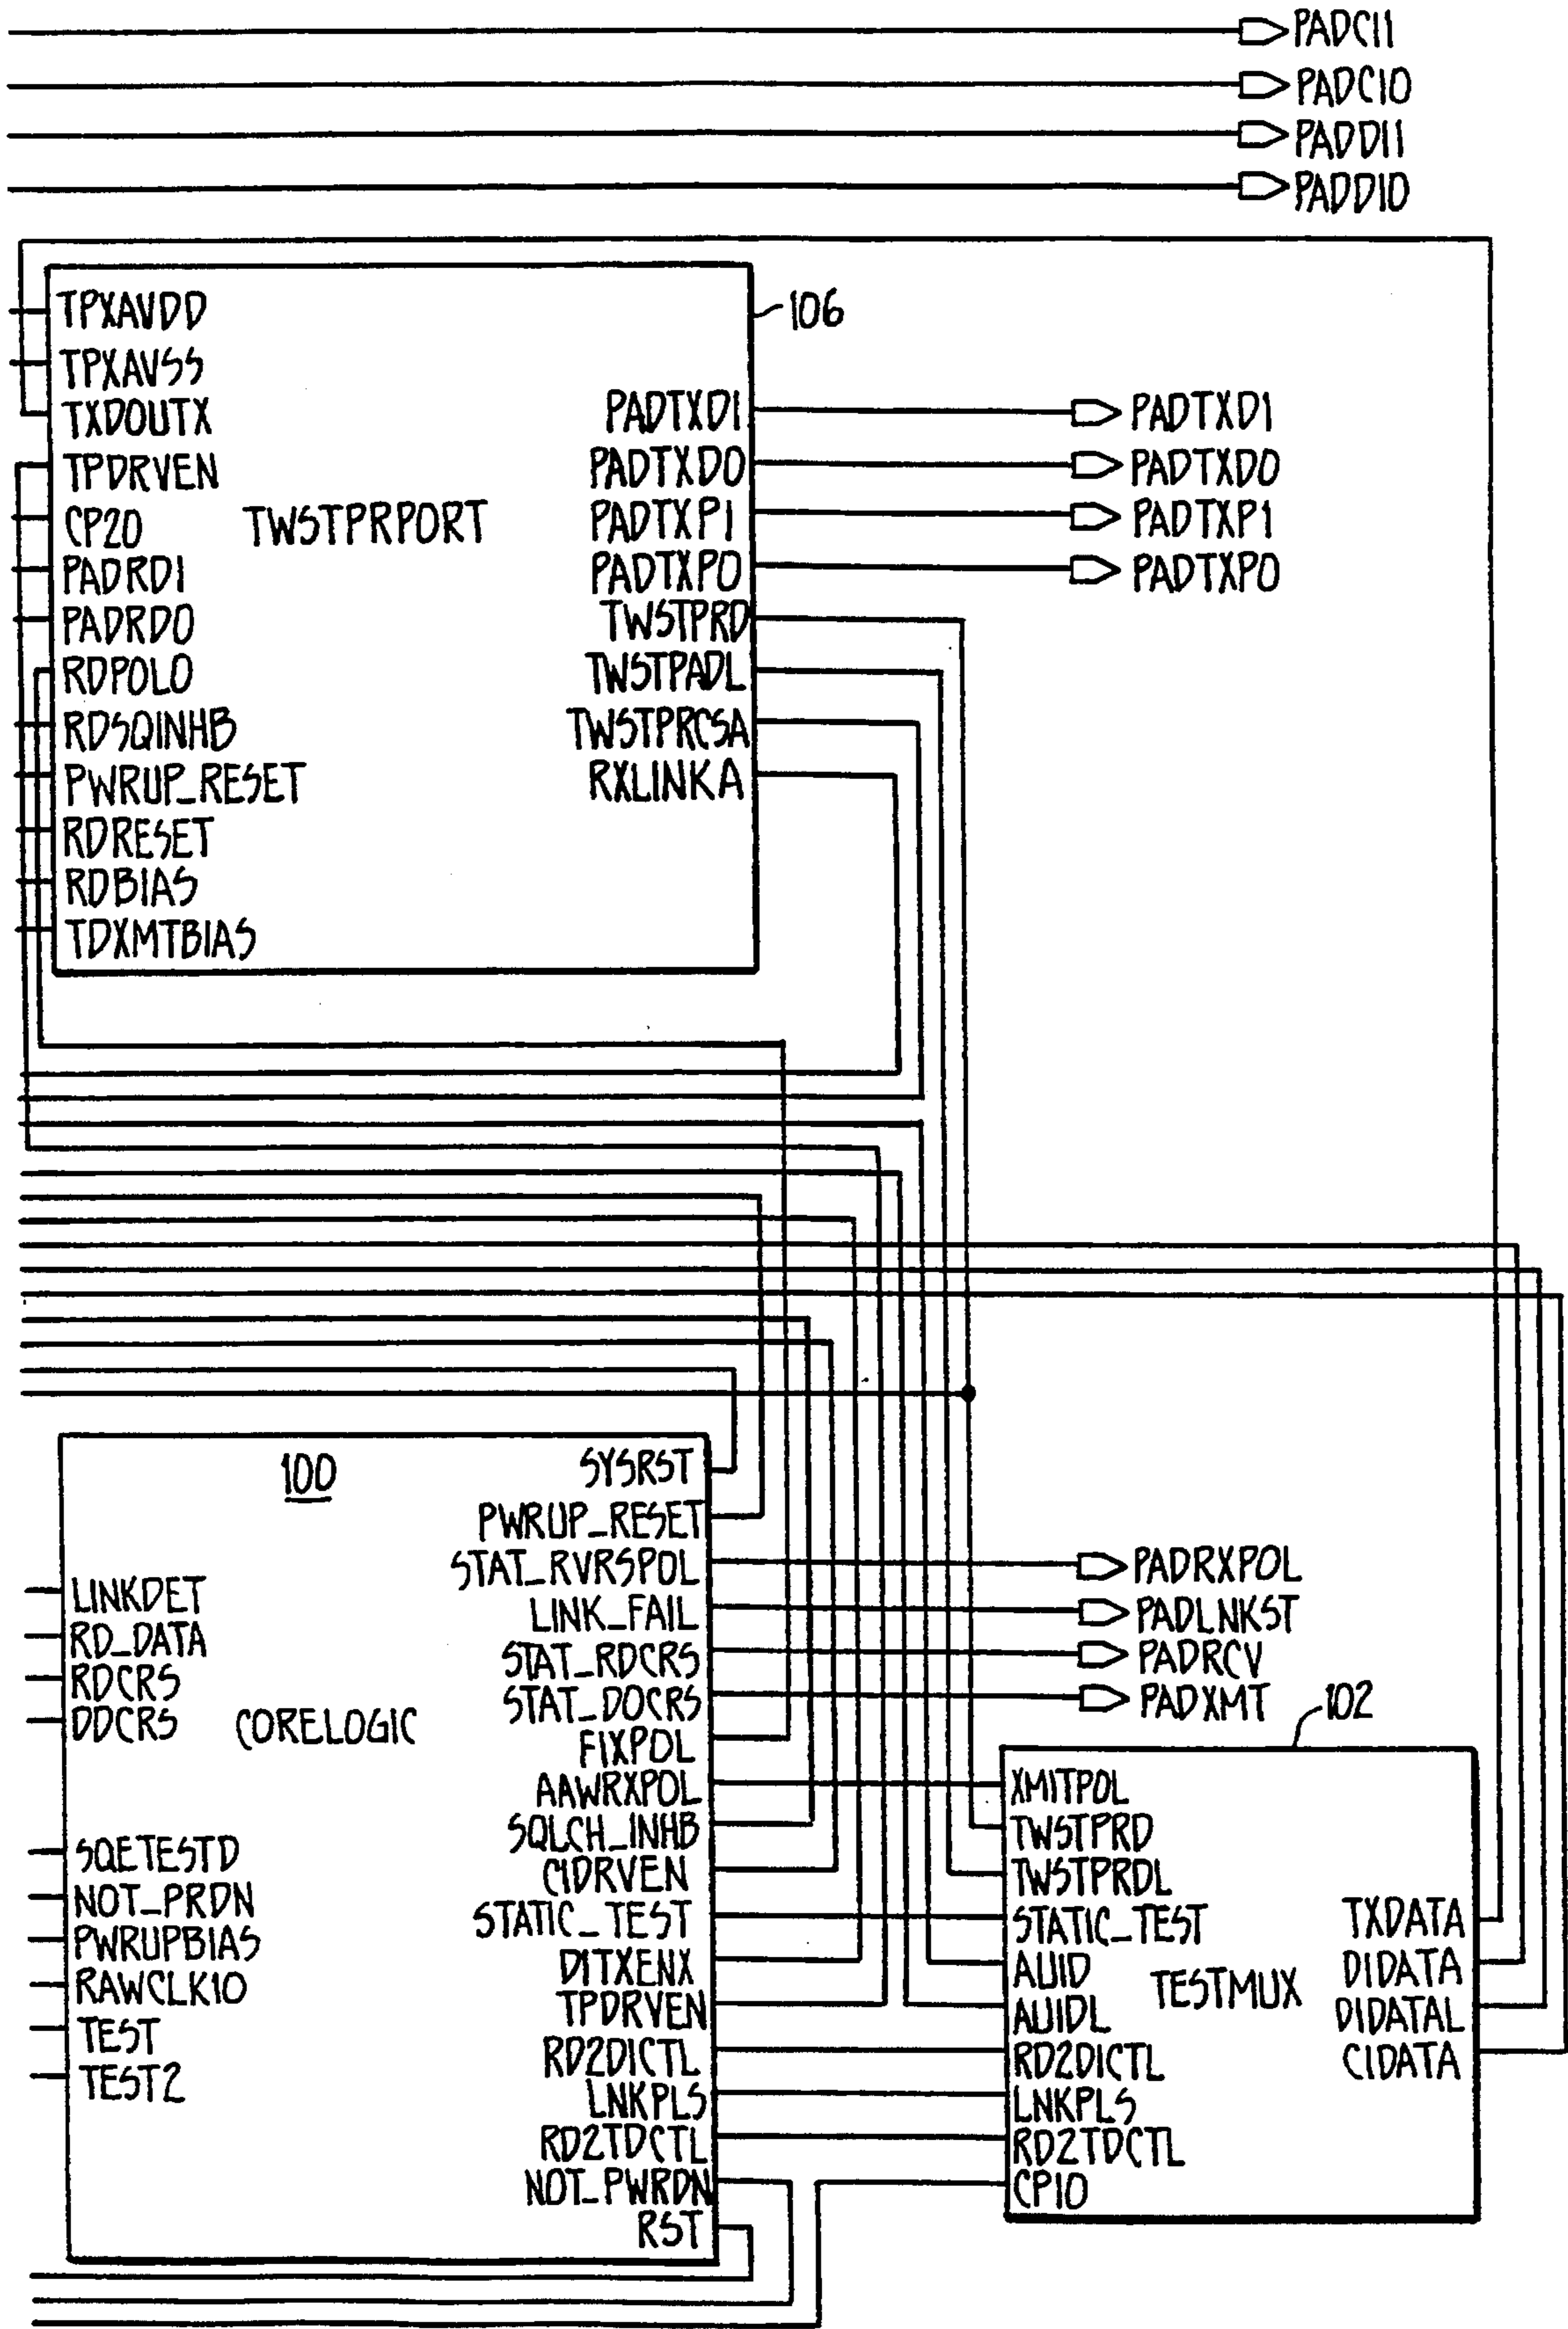 PADCI1
PADCI0
PADDI1
PADDI0
106
TPXAVDD
TPXAVSS
TXDOUTX
TPDRVEN
CP20
PADRDI
PADRDO
RDPOLO
RDSQINHB
PWRUP_RESET
RDRESET
RDBIAS
TDXMTBIAS
TWSTPRPORT
PADTXD1
PADTXD0
PADTXP1
PADTXP0
TWSTPRD
TWSTPADL
TWSTPRCSA
RXLINKA
PADTXD1
PADTXD0
PADTXP1
PADTXP0
100
LINKDET
RD_DATA
RDCRS
DDCRS
SQETESTD
NOT_PRDN
PWRUPBIAS
RAWCLK10
TEST
TEST2
CORELOGIC
SYSRST
PWRUP_RESET
STAT_RVRSPOL
LINK_FAIL
STAT_RDCRS
STAT_DOCRS
FIXPOL
AAWRXPOL
SQLCH_INHB
CIDRVEN
STATIC_TEST
DITXENX
TPDRVEN
RD2DICTL
LNKPLS
RD2TDCTL
NOT_PWRDN
RST
PADRXPOL
PADLNKST
PADRCV
PADXMT
102
XMITPOL
TWSTPRD
TWSTPRDL
STATIC_TEST
AUID
AUIDL
RD2DICTL
LNKPLS
RD2TDCTL
CP10
TESTMUX
TXDATA
DIDATA
DIDATAL
CIDATA